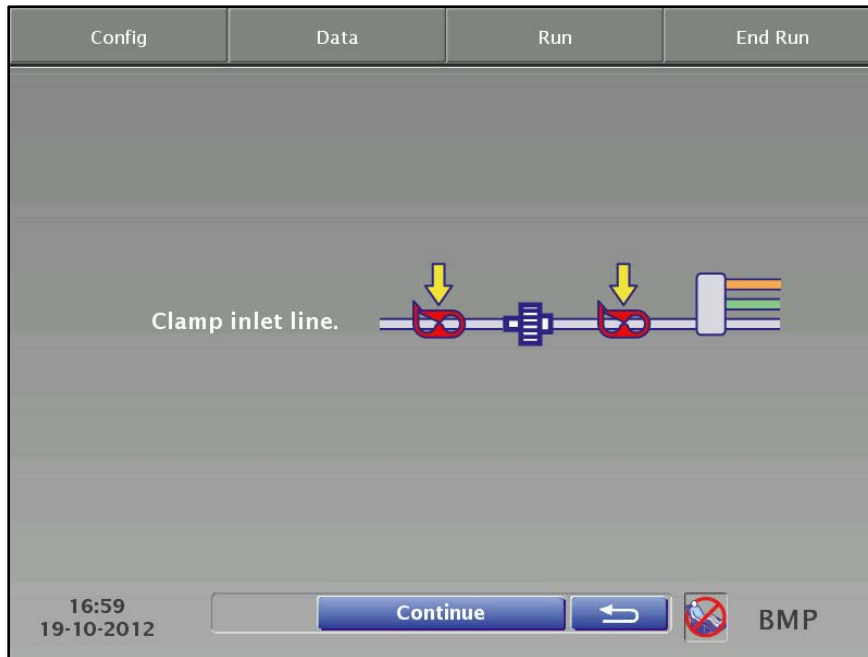 Config
Data
Run
End Run
Clamp inlet line.
16:59
19-10-2012
Continue
BMP